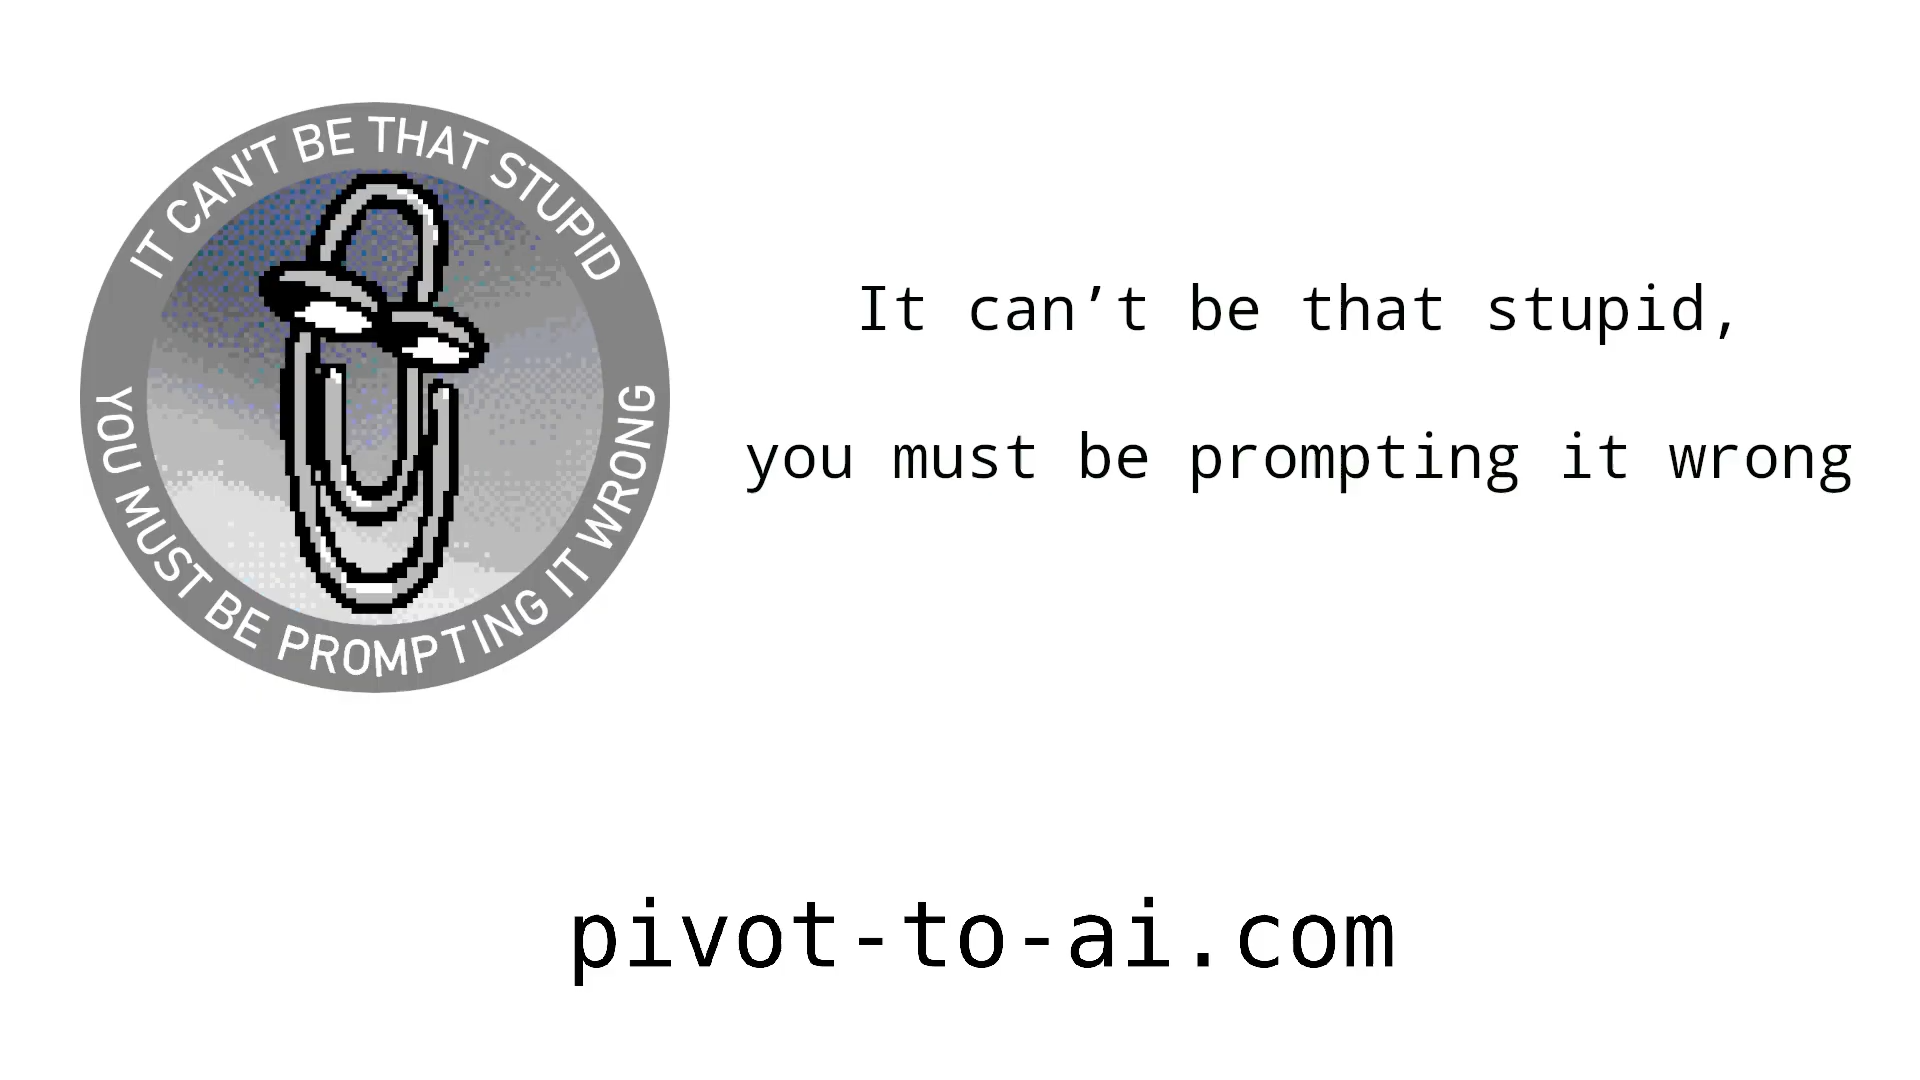 IT CAN'T BE THAT STUPID
YOU MUST BE PROMPTING IT WRONG
It can’t be that stupid,
you must be prompting it wrong
pivot-to-ai.com